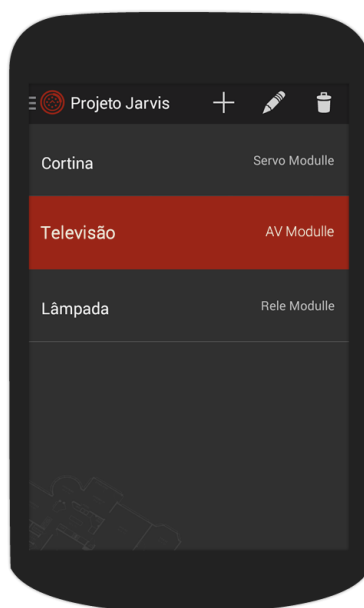 Projeto Jarvis
Cortina Servo Modulle
Televisão AV Modulle
Lâmpada Rele Modulle